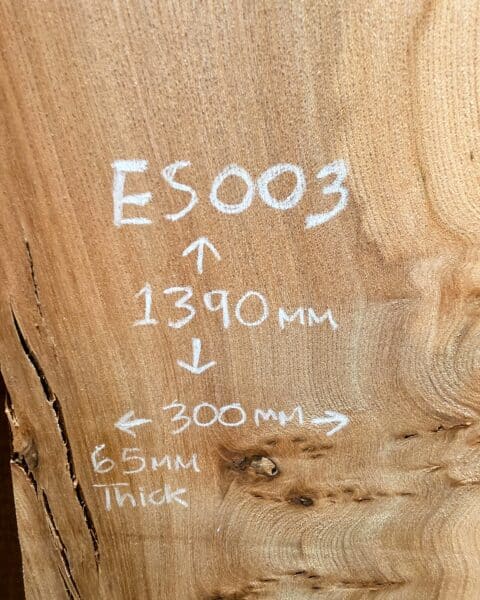 ES003
↑
1390MM
↓
← 300MM →
65MM
Thick